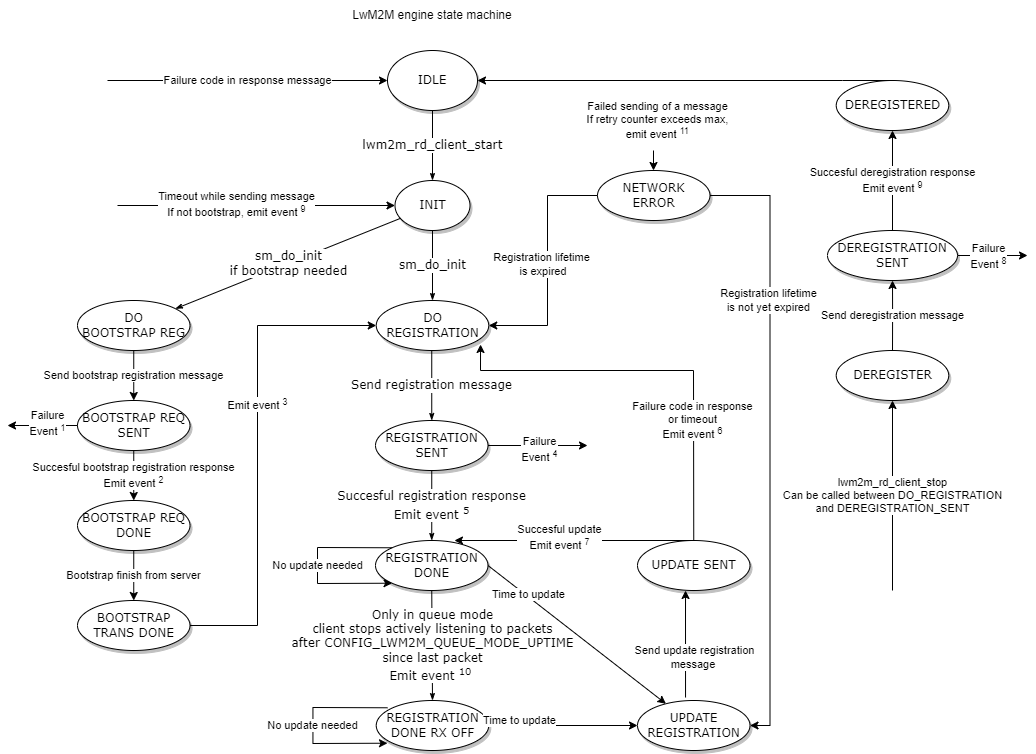 LwM2M engine state machine
Failure code in response message
IDLE
DEREGISTERED
Failed sending of a message
If retry counter exceeds max,
emit event 11
lwm2m_rd_client_start
NETWORK
ERROR
Succesful deregistration response
Emit event 9
Timeout while sending message
If not bootstrap, emit event 9
INIT
DEREGISTRATION
SENT
Failure
Event 8
sm_do_init
if bootstrap needed
sm_do_init
Registration lifetime
is expired
Registration lifetime
is not yet expired
DO
BOOTSTRAP REG
DO
REGISTRATION
Send deregistration message
Send bootstrap registration message
Send registration message
DEREGISTER
Failure
Event 1
BOOTSTRAP REQ
SENT
Emit event 3
Failure code in response
or timeout
Emit event 6
REGISTRATION
SENT
Failure
Event 4
Succesful bootstrap registration response
Emit event 2
lwm2m_rd_client_stop
Can be called between DO_REGISTRATION
and DEREGISTRATION_SENT
Succesful registration response
Emit event 5
BOOTSTRAP REQ
DONE
Succesful update
Emit event 7
No update needed
REGISTRATION
DONE
UPDATE SENT
Bootstrap finish from server
Time to update
BOOTSTRAP
TRANS DONE
Only in queue mode
client stops actively listening to packets
after CONFIG_LWM2M_QUEUE_MODE_UPTIME
since last packet
Emit event 10
Send update registration
message
No update needed
REGISTRATION
DONE RX OFF
Time to update
UPDATE
REGISTRATION